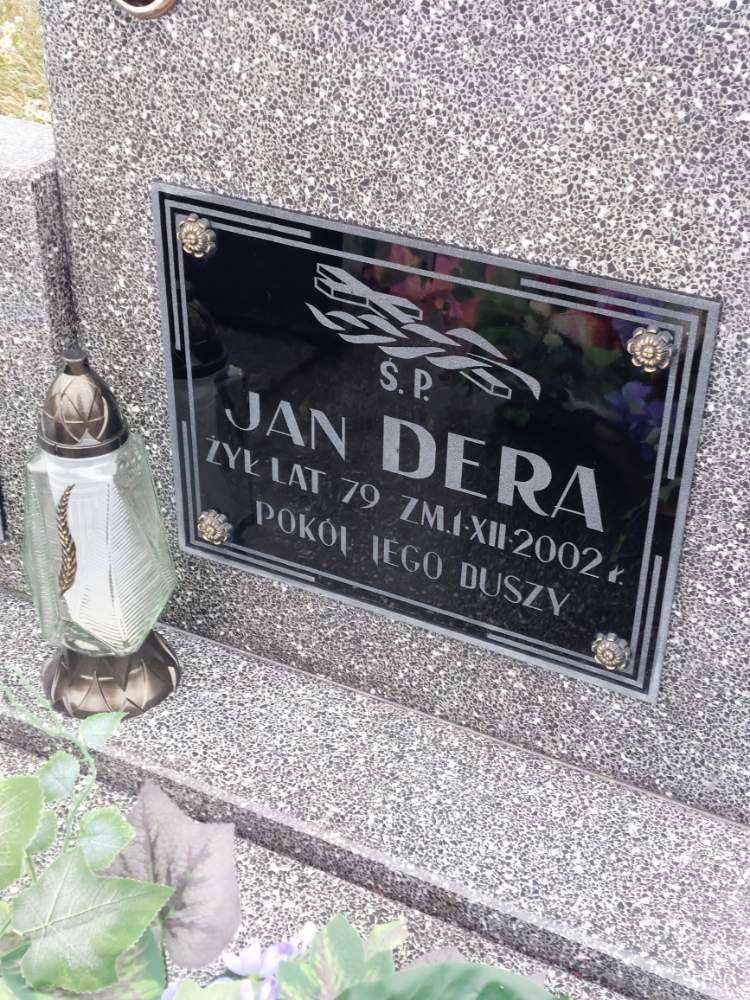 Ś.P.
JAN DERA
ŻYŁ LAT 79 ZM.1.XII.2002 r.
POKÓJ JEGO DUSZY